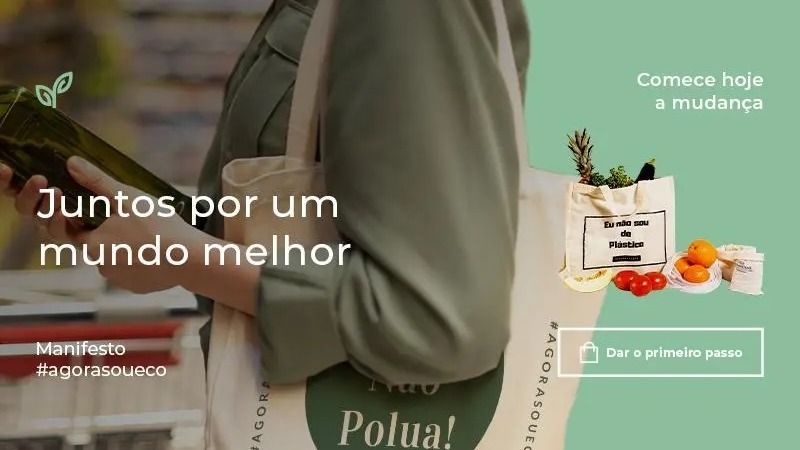 Comece hoje
a mudança
Juntos por um
mundo melhor
Eu não sou
de
Plástico
Manifesto
#agorasoueco
Dar o primeiro passo
#AGORA
Não
Polua!
#AGORASOUEC